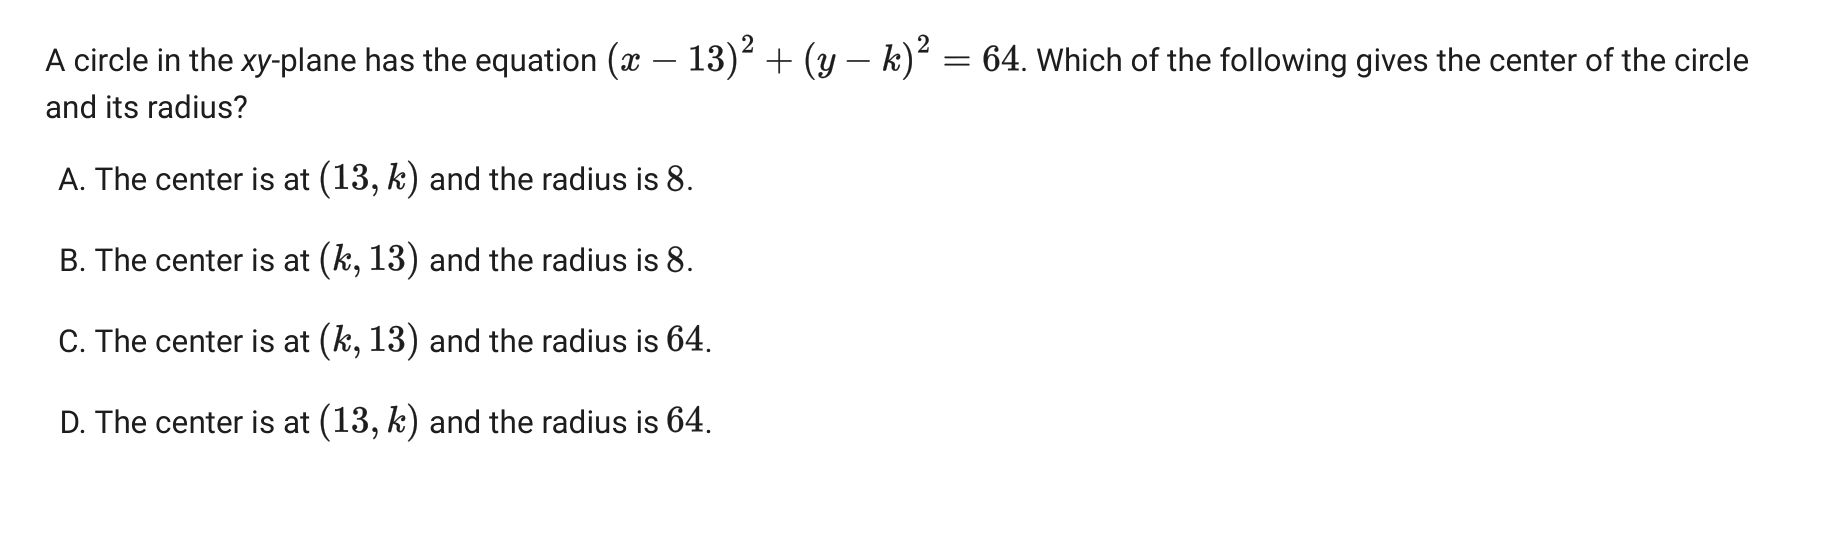 A circle in the xy-plane has the equation (x − 13)² + (y − k)² = 64. Which of the following gives the center of the circle
and its radius?
A. The center is at (13, k) and the radius is 8.
B. The center is at (k, 13) and the radius is 8.
C. The center is at (k, 13) and the radius is 64.
D. The center is at (13, k) and the radius is 64.